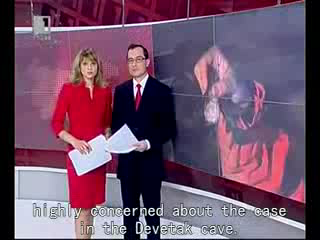 highly concerned about the case
in the Devetak cave.